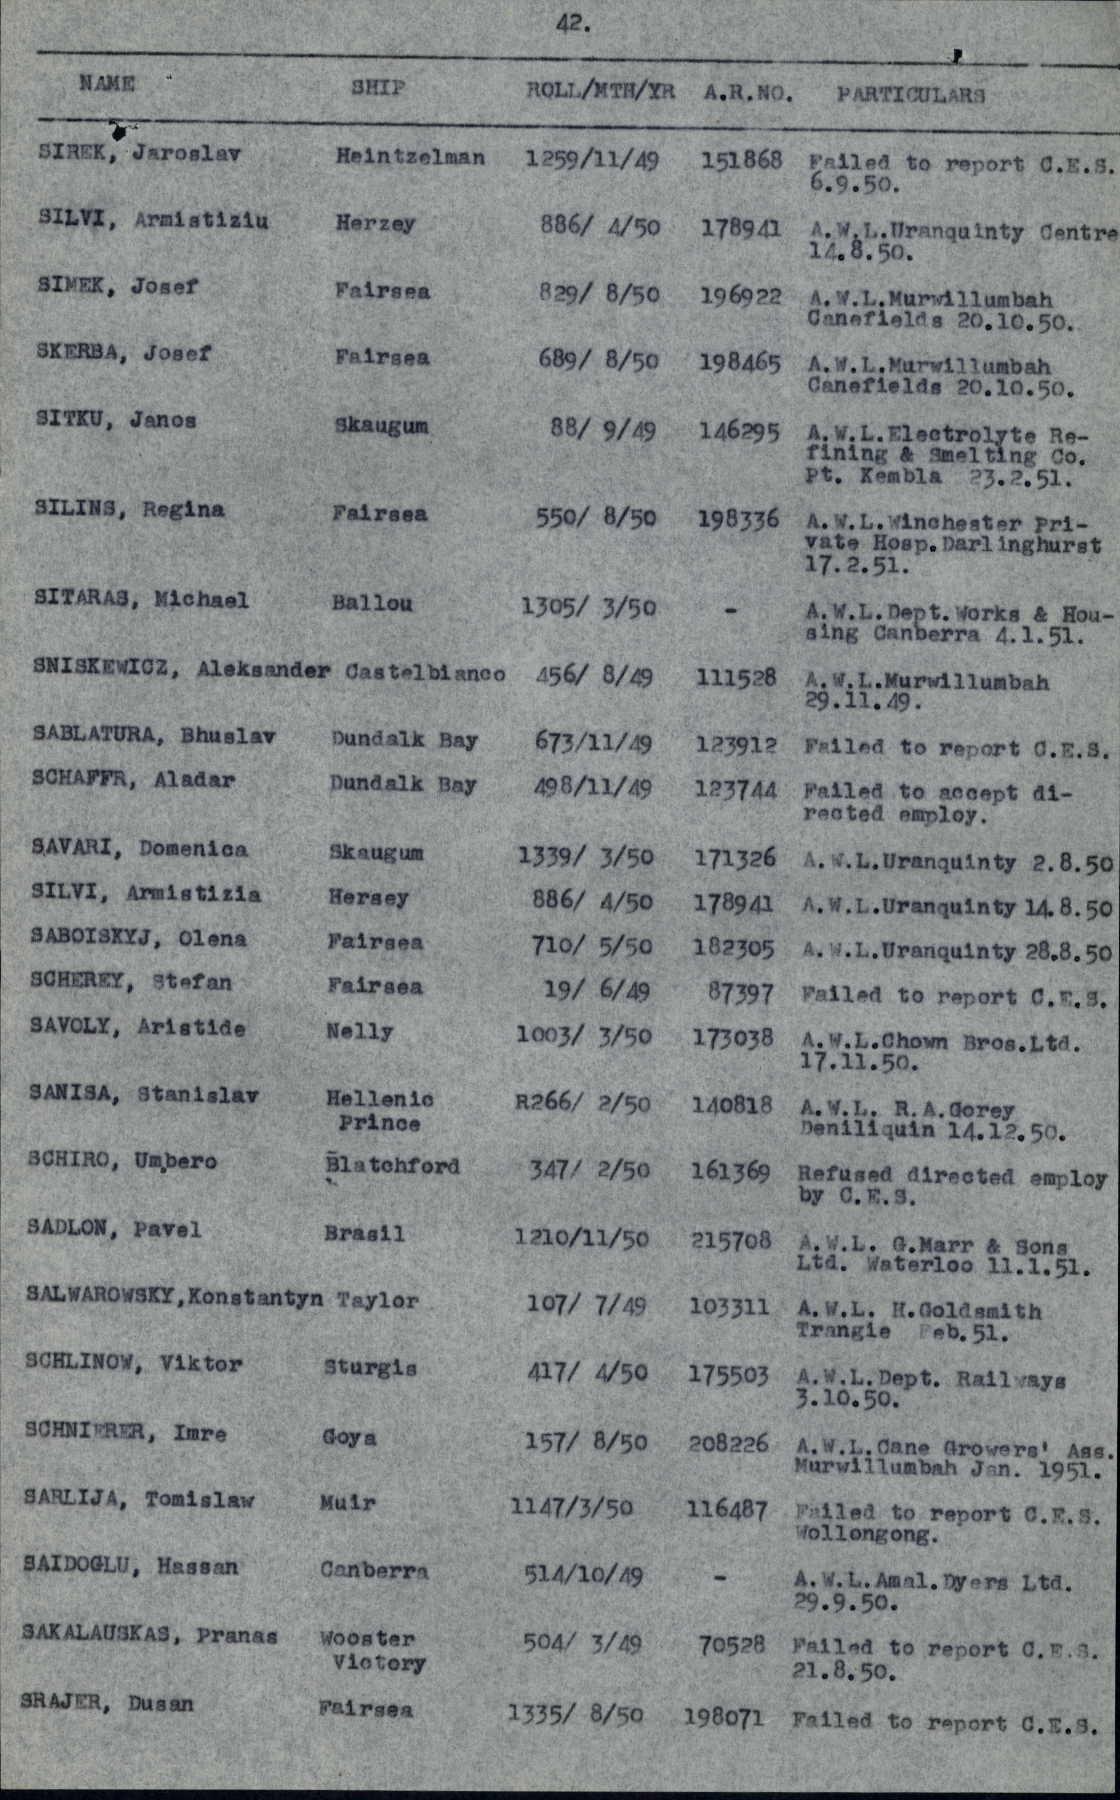 42.
NAME SHIP ROLL/MTH/YR A.R.NO. PARTICULARS
SIREK, Jaroslav Heintzelman 1259/11/49 151868 Failed to report C.E.S.
6.9.50.
SILVI, Armistiziu Herzey 886/ 4/50 178941 A.W.L.Uranquinty Centre
14.8.50.
SIMEK, Josef Fairsea 829/ 8/50 196922 A.W.L.Murwillumbah
Canefields 20.10.50.
SKERBA, Josef Fairsea 689/ 8/50 198465 A.W.L.Murwillumbah
Canefields 20.10.50.
SITKU, Janos Skaugum 88/ 9/49 146295 A.W.L.Electrolyte Re-
fining & Smelting Co.
Pt. Kembla 23.2.51.
SILINS, Regina Fairsea 550/ 8/50 198336 A.W.L.Winchester Pri-
vate Hosp.Darlinghurst
17.2.51.
SITARAS, Michael Ballou 1305/ 3/50 - A.W.L.Dept.Works & Hou-
sing Canberra 4.1.51.
SNISKEWICZ, Aleksander Castelbianco 456/ 8/49 111528 A.W.L.Murwillumbah
29.11.49.
SABLATURA, Bhuslav Dundalk Bay 673/11/49 123912 Failed to report C.E.S.
SCHAFFR, Aladar Dundalk Bay 498/11/49 123744 Failed to accept di-
rected employ.
SAVARI, Domenica Skaugum 1339/ 3/50 171326 A.W.L.Uranquinty 2.8.50
SILVI, Armistizia Hersey 886/ 4/50 178941 A.W.L.Uranquinty 14.8.50
SABOISKYJ, Olena Fairsea 710/ 5/50 182305 A.W.L.Uranquinty 28.8.50
SCHEREY, Stefan Fairsea 19/ 6/49 87397 Failed to report C.E.S.
SAVOLY, Aristide Nelly 1003/ 3/50 173038 A.W.L.Chown Bros.Ltd.
17.11.50.
SANISA, Stanislav Hellenic R266/ 2/50 140818 A.W.L. R.A.Gorey
Prince Deniliquin 14.12.50.
SCHIRO, Umbero Blatchford 347/ 2/50 161369 Refused directed employ
by C.E.S.
SADLON, Pavel Brasil 1210/11/50 215708 A.W.L. G.Marr & Sons
Ltd. Waterloo 11.1.51.
SALWAROWSKY,Konstantyn Taylor 107/ 7/49 103311 A.W.L. H.Goldsmith
Trangie Feb.51.
SCHLINOW, Viktor Sturgis 417/ 4/50 175503 A.W.L.Dept. Railways
3.10.50.
SCHNIERER, Imre Goya 157/ 8/50 208226 A.W.L.Cane Growers' Ass.
Murwillumbah Jan. 1951.
SARLIJA, Tomislaw Muir 1147/3/50 116487 Failed to report C.E.S.
Wollongong.
SAIDOGLU, Hassan Canberra 514/10/49 - A.W.L.Amal.Dyers Ltd.
29.9.50.
SAKALAUSKAS, Pranas Wooster 504/ 3/49 70528 Failed to report C.E.S.
Victory 21.8.50.
SRAJER, Dusan Fairsea 1335/ 8/50 198071 Failed to report C.E.S.